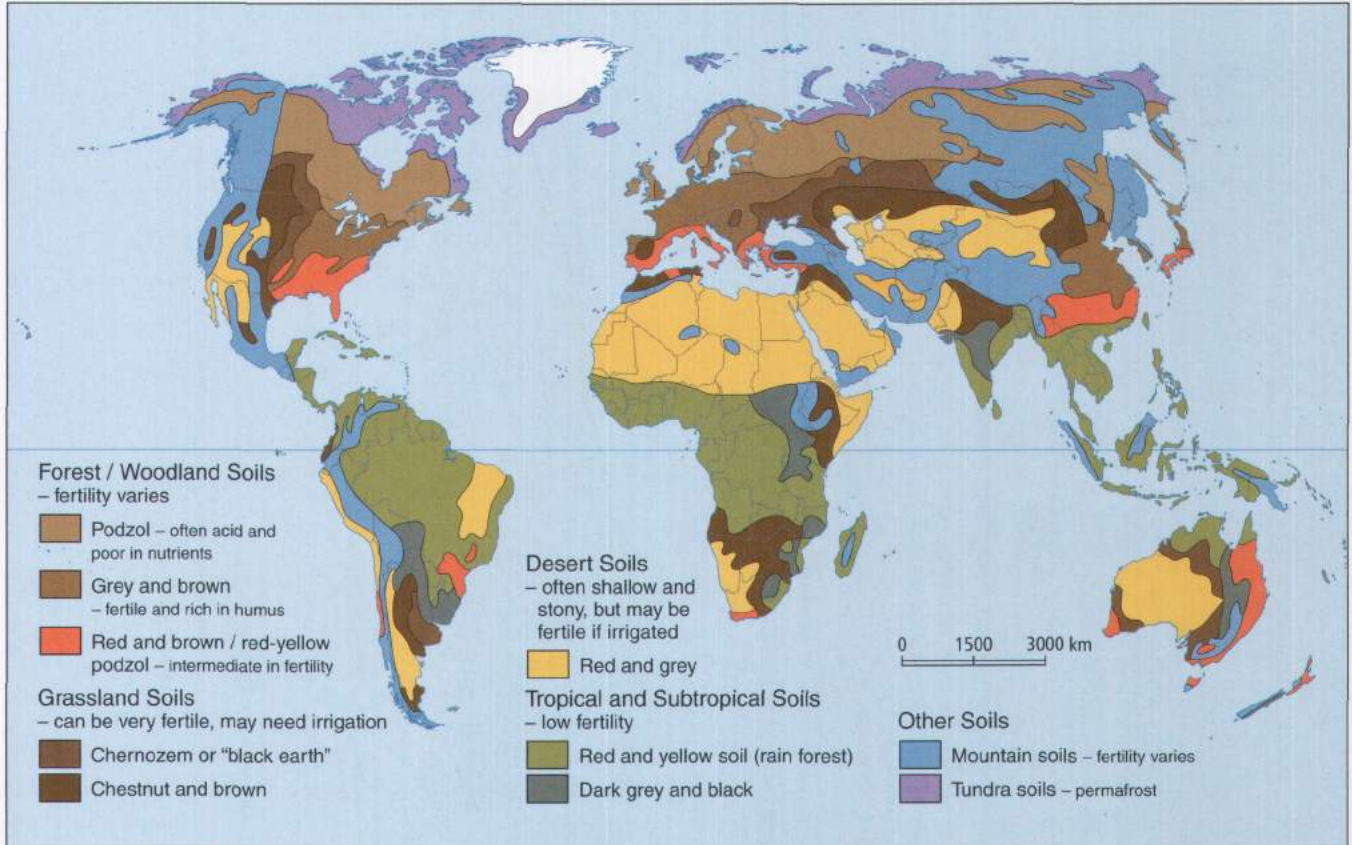 Forest / Woodland Soils
– fertility varies
Podzol – often acid and
poor in nutrients
Grey and brown
– fertile and rich in humus
Red and brown / red-yellow
podzol – intermediate in fertility
Grassland Soils
– can be very fertile, may need irrigation
Chernozem or “black earth”
Chestnut and brown
Desert Soils
– often shallow and
stony, but may be
fertile if irrigated
Red and grey
Tropical and Subtropical Soils
– low fertility
Red and yellow soil (rain forest)
Dark grey and black
0 1500 3000 km
Other Soils
Mountain soils – fertility varies
Tundra soils – permafrost